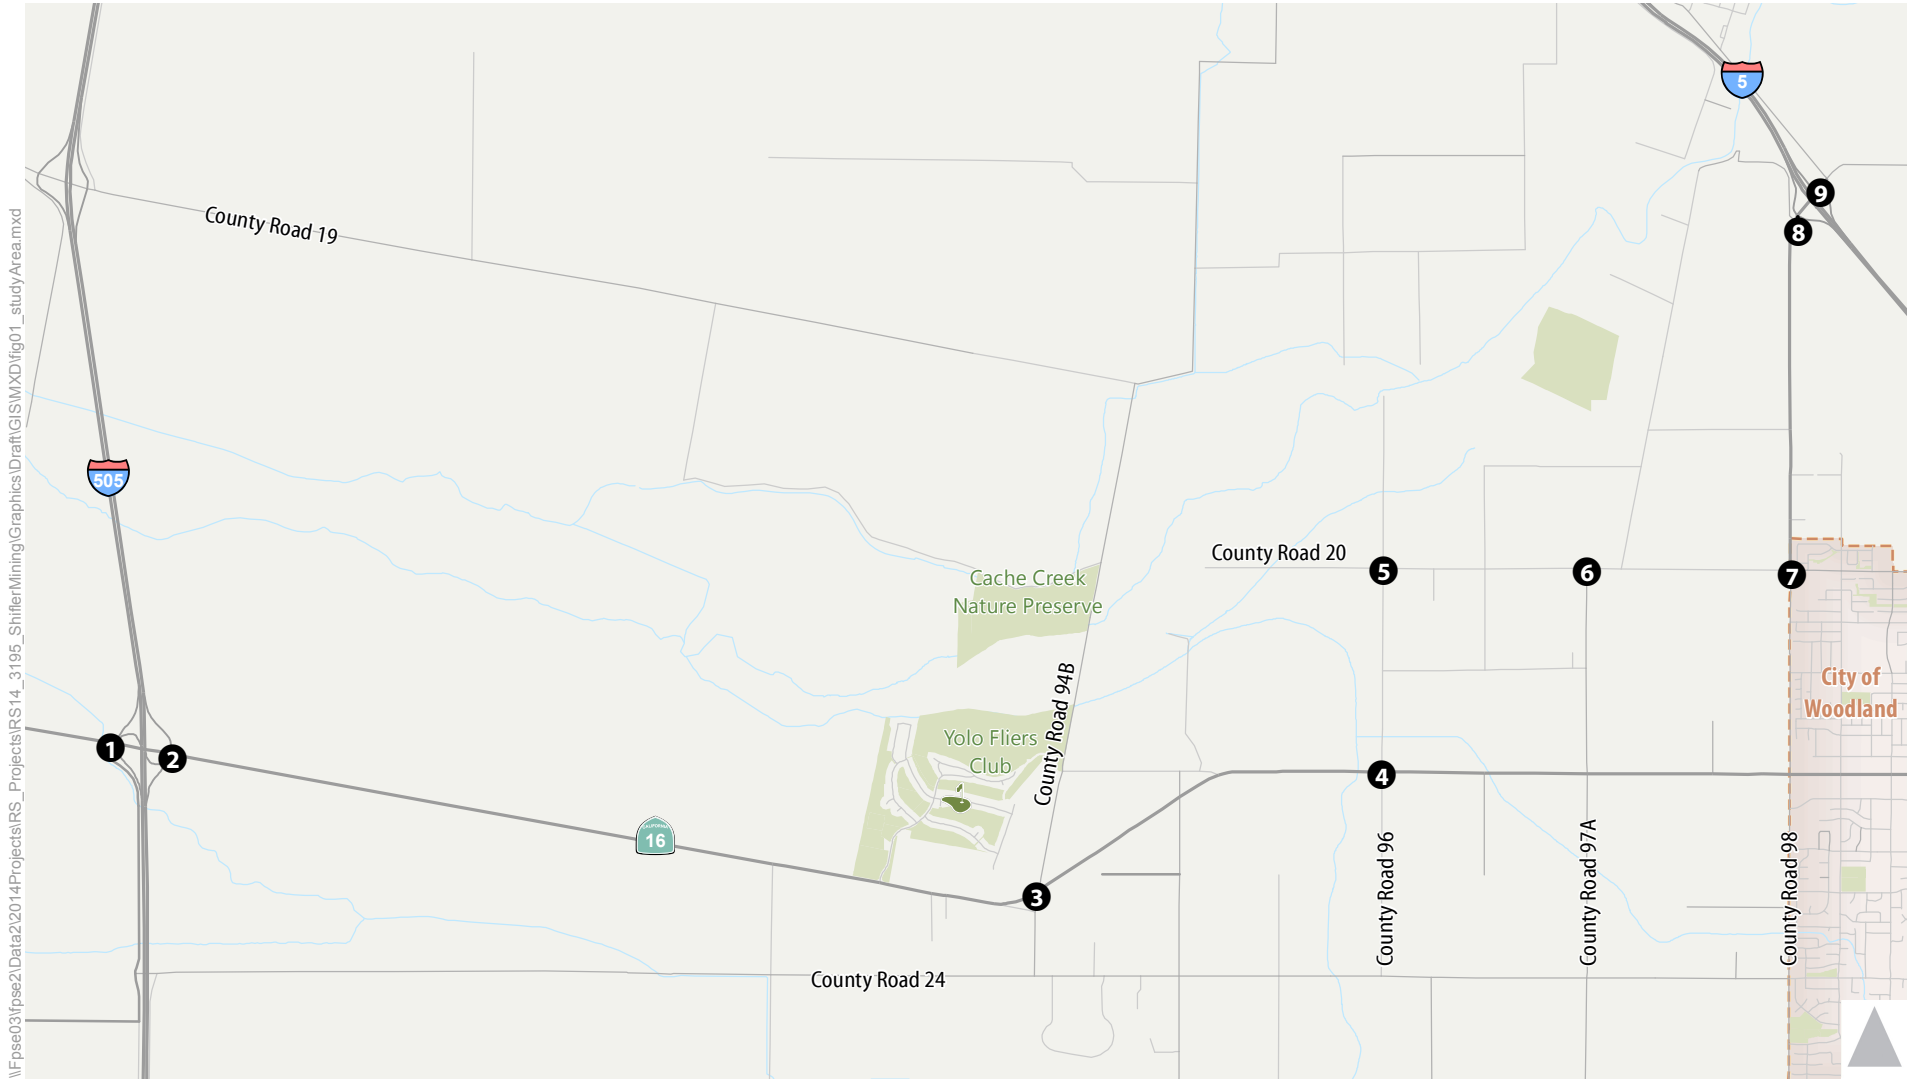 \\Fpse03\fpse2\Data2\2014Projects\RS_Projects\RS14_3195_ShiflerMining\Graphics\Draft\GIS\MXD\fig01_studyArea.mxd
5
9
County Road 19
8
505
County Road 20
5
6
7
Cache Creek
Nature Preserve
County Road 94B
City of
Woodland
1
2
Yolo Fliers
Club
4
CALIFORNIA
16
3
County Road 96
County Road 97A
County Road 98
County Road 24